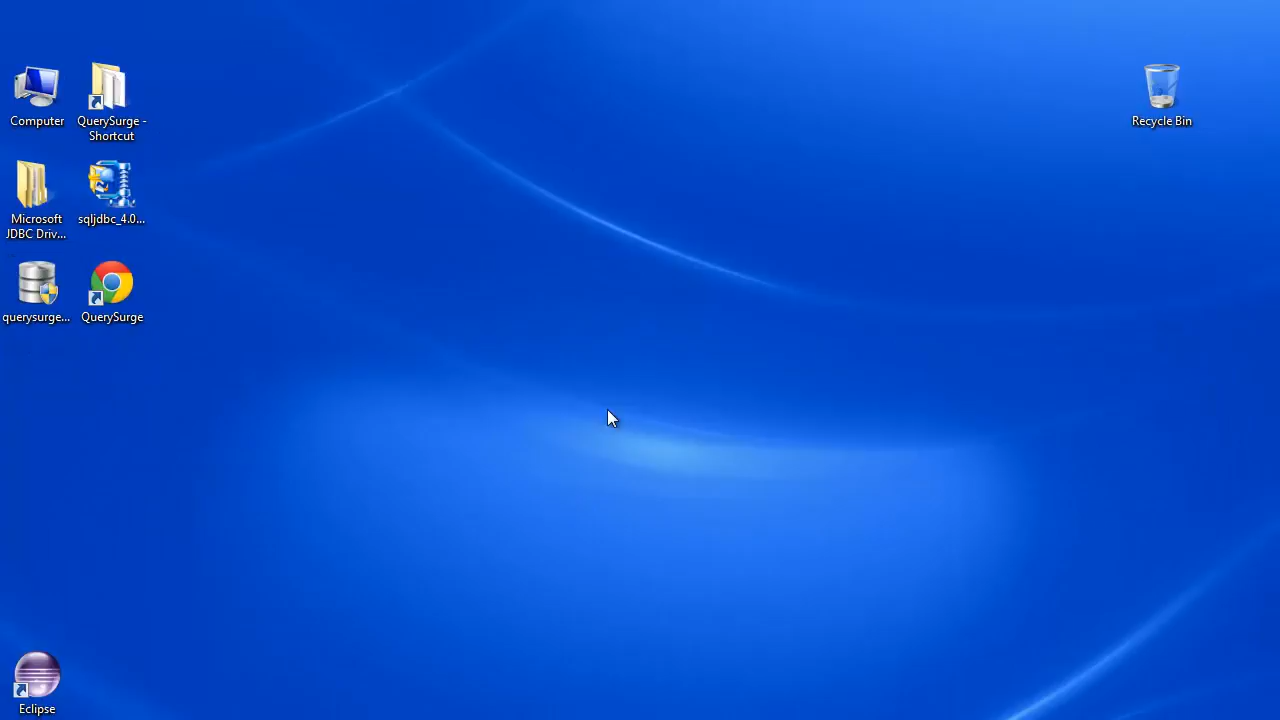 Computer
QuerySurge -
Shortcut
Recycle Bin
Microsoft
JDBC Driv...
sqljdbc_4.0...
querysurge...
QuerySurge
Eclipse